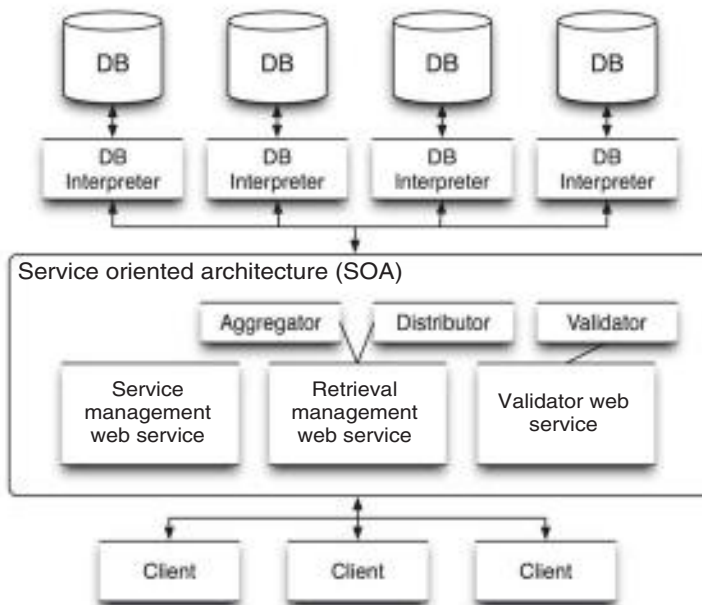 DB
DB
DB
DB
DB
Interpreter
DB
Interpreter
DB
Interpreter
DB
Interpreter
Service oriented architecture (SOA)
Aggregator
Distributor
Validator
Service
management
web service
Retrieval
management
web service
Validator web
service
Client
Client
Client